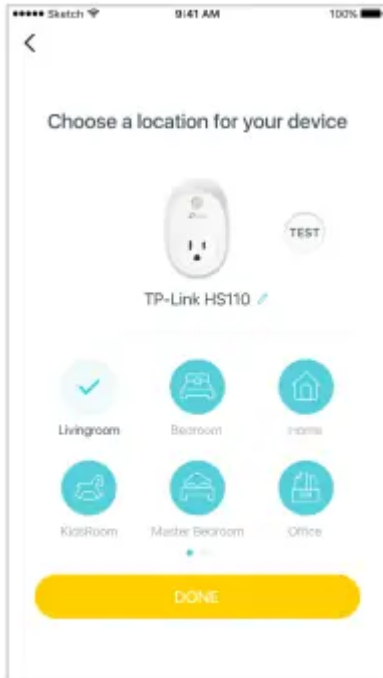 Sketch 9:41 AM 100%
Choose a location for your device
TEST
TP-Link HS110
Livingroom Bedroom Home
KidsRoom Master Bedroom Office
DONE